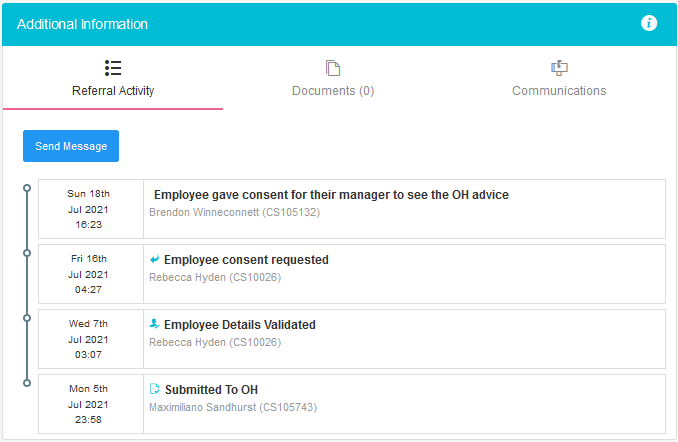 Additional Information
Referral Activity
Documents (0)
Communications
Send Message
Sun 18th
Jul 2021
16:23
Employee gave consent for their manager to see the OH advice
Brendon Winneconnett (CS105132)
Fri 16th
Jul 2021
04:27
Employee consent requested
Rebecca Hyden (CS10026)
Wed 7th
Jul 2021
03:07
Employee Details Validated
Rebecca Hyden (CS10026)
Mon 5th
Jul 2021
23:58
Submitted To OH
Maximiliano Sandhurst (CS105743)